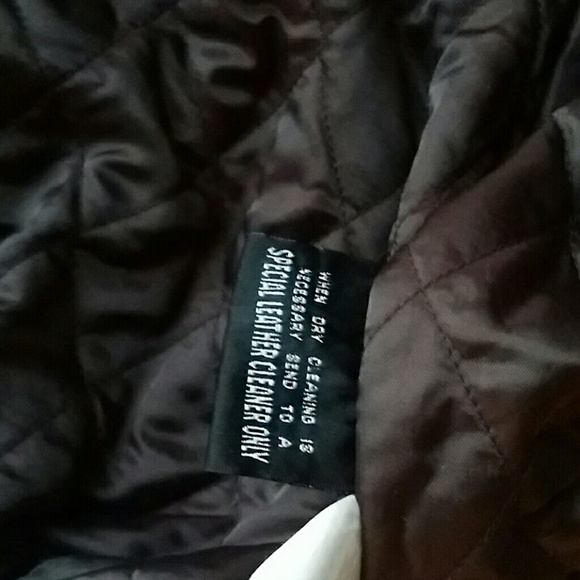 WHEN DRY CLEANING IS
NECESSARY SEND TO A
SPECIAL LEATHER CLEANER ONLY